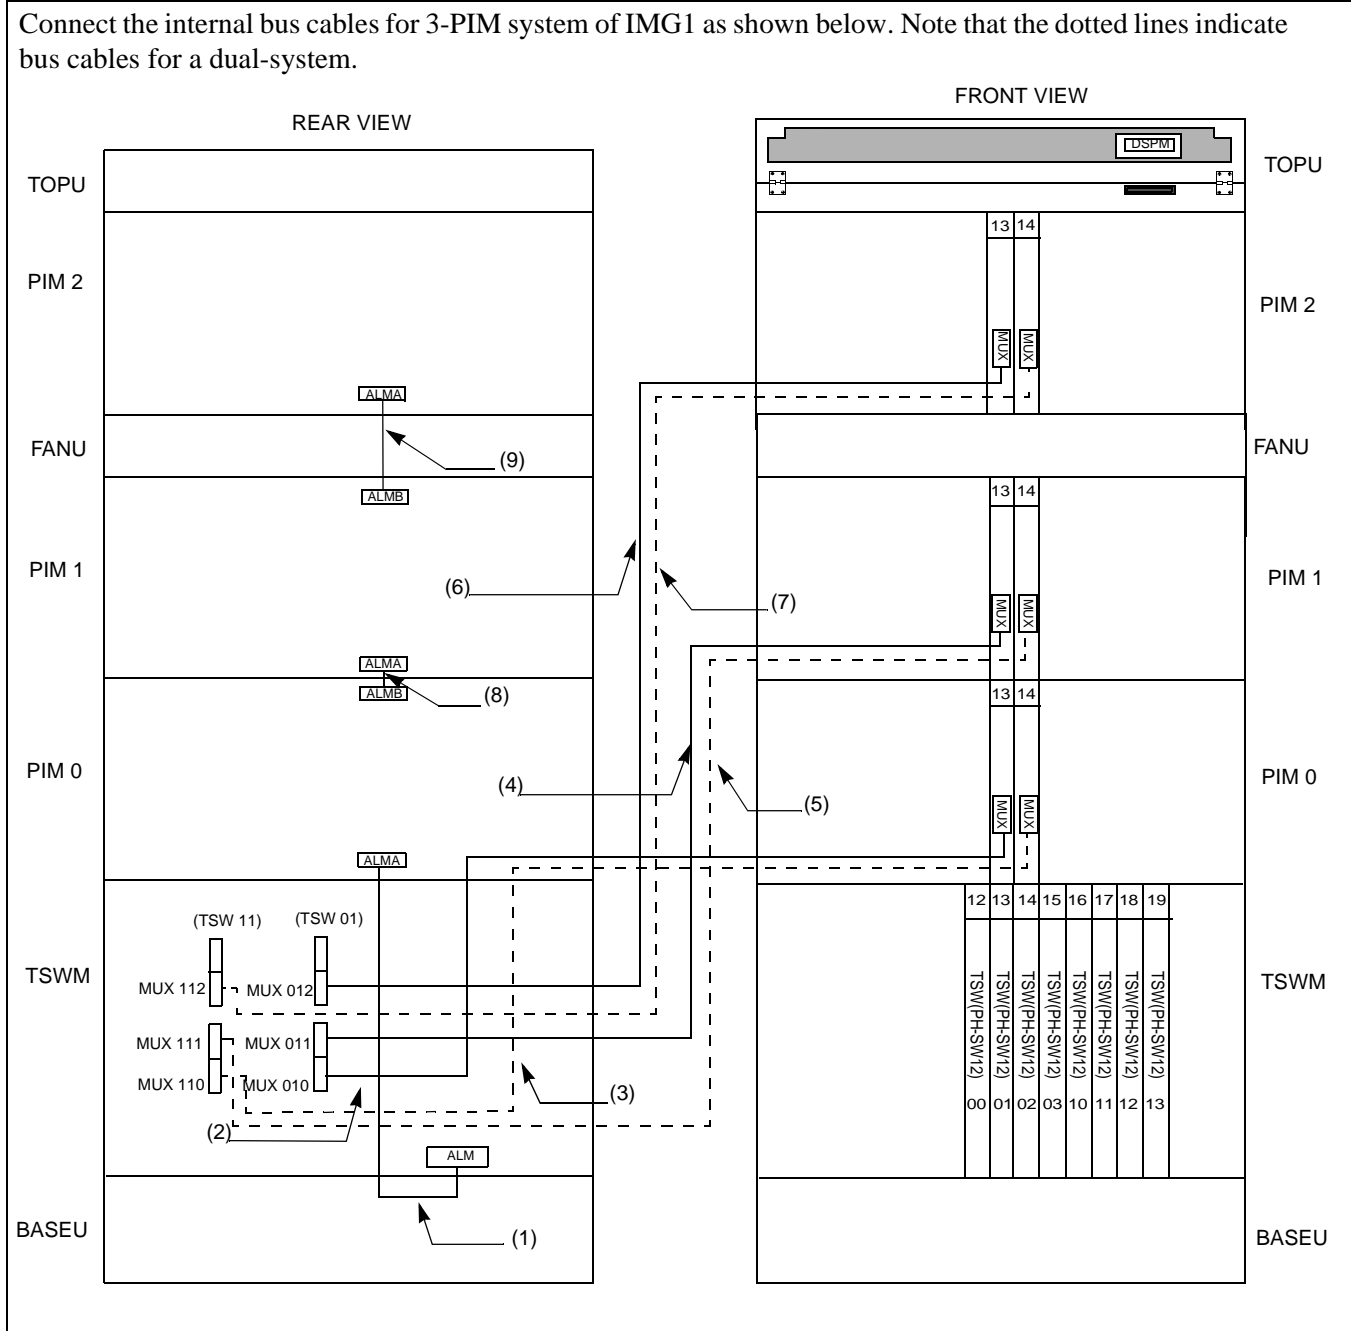 Connect the internal bus cables for 3-PIM system of IMG1 as shown below. Note that the dotted lines indicate
bus cables for a dual-system.
FRONT VIEW
REAR VIEW
DSPM
TOPU
TOPU
13 14
PIM 2
PIM 2
MUX MUX
ALMA
FANU
FANU
(9)
ALMB
13 14
PIM 1
PIM 1
(6)
(7)
MUX MUX
ALMA
ALMB
(8)
13 14
PIM 0
PIM 0
(4)
(5)
MUX MUX
ALMA
12 13 14 15 16 17 18 19
(TSW 11) (TSW 01)
TSWM
TSWM
MUX 112 MUX 012
TSW(PH-SW12) TSW(PH-SW12) TSW(PH-SW12) TSW(PH-SW12) TSW(PH-SW12) TSW(PH-SW12) TSW(PH-SW12) TSW(PH-SW12)
MUX 111 MUX 011
MUX 110 MUX 010
(3)
00 01 02 03 10 11 12 13
(2)
ALM
BASEU
(1)
BASEU